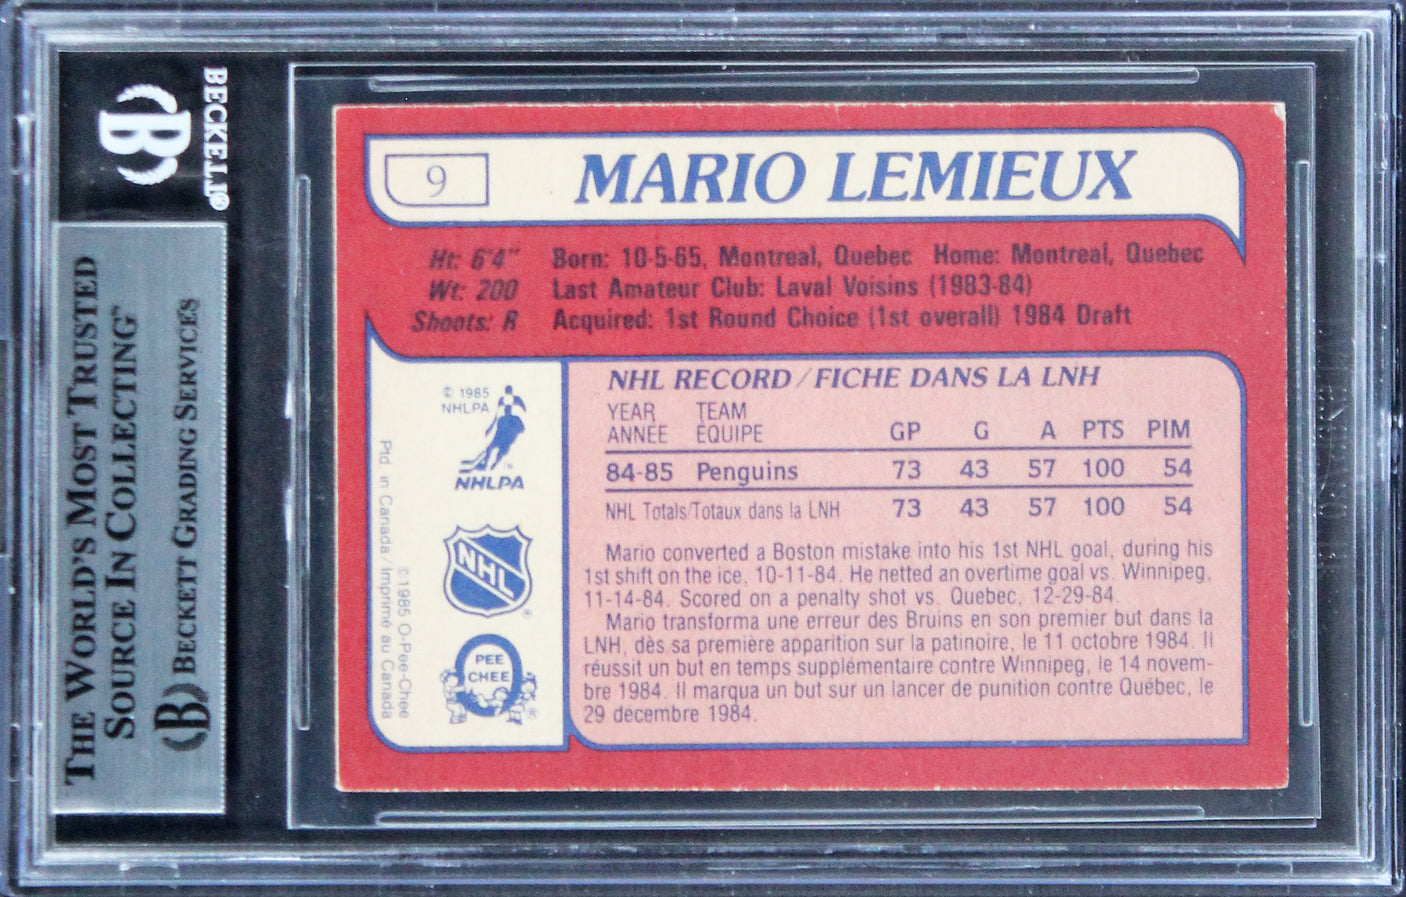 BECKETT®
B
THE WORLD'S MOST TRUSTED
SOURCE IN COLLECTING™
B BECKETT GRADING SERVICES
9 MARIO LEMIEUX
Ht: 6'4" Born: 10-5-65, Montreal, Quebec Home: Montreal, Quebec
Wt: 200 Last Amateur Club: Laval Voisins (1983-84)
Shoots: R Acquired: 1st Round Choice (1st overall) 1984 Draft
© 1985
NHLPA
TM
NHLPA
NHL®
PEE
CHEE
®
©1985 O-Pee-Chee
Ptd. in Canada/Imprimé au Canada
NHL RECORD/FICHE DANS LA LNH
YEAR TEAM
ANNÉE ÉQUIPE GP G A PTS PIM
84-85 Penguins 73 43 57 100 54
NHL Totals/Totaux dans la LNH 73 43 57 100 54
Mario converted a Boston mistake into his 1st NHL goal, during his
1st shift on the ice, 10-11-84. He netted an overtime goal vs. Winnipeg,
11-14-84. Scored on a penalty shot vs. Quebec, 12-29-84.
Mario transforma une erreur des Bruins en son premier but dans la
LNH, dès sa première apparition sur la patinoire, le 11 octobre 1984. Il
réussit un but en temps supplémentaire contre Winnipeg, le 14 novem-
bre 1984. Il marqua un but sur un lancer de punition contre Québec, le
29 décembre 1984.